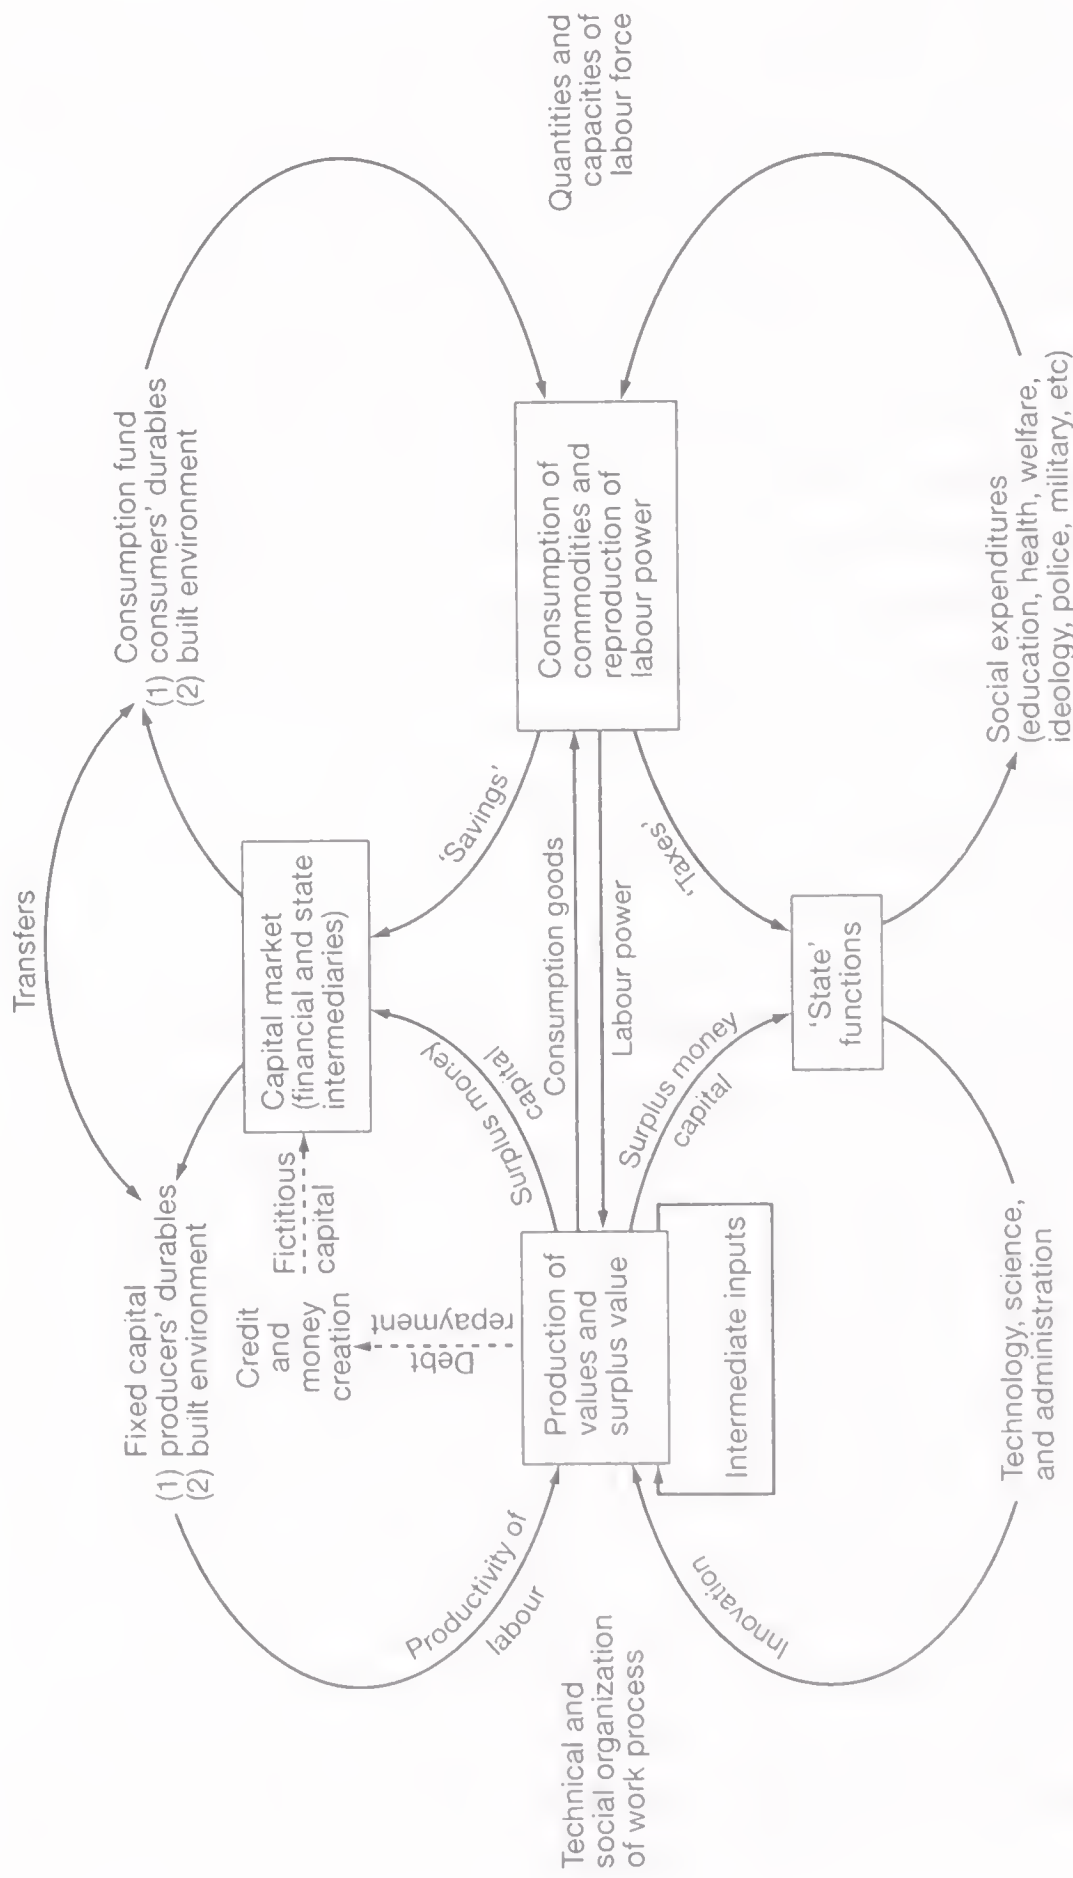 Transfers
Fixed capital
(1) producers' durables
(2) built environment
Consumption fund
(1) consumers' durables
(2) built environment
Credit
and
money
creation
Fictitious
capital
Capital market
(financial and state
intermediaries)
Debt
repayment
Productivity of
labour
Surplus money
capital
'Savings'
Technical and
social organization
of work process
Production of
values and
surplus value
Consumption goods
Labour power
Consumption of
commodities and
reproduction of
labour power
Quantities and
capacities of
labour force
Innovation
Intermediate inputs
Surplus money
capital
'Taxes'
'State'
functions
Technology, science,
and administration
Social expenditures
(education, health, welfare,
ideology, police, military, etc)